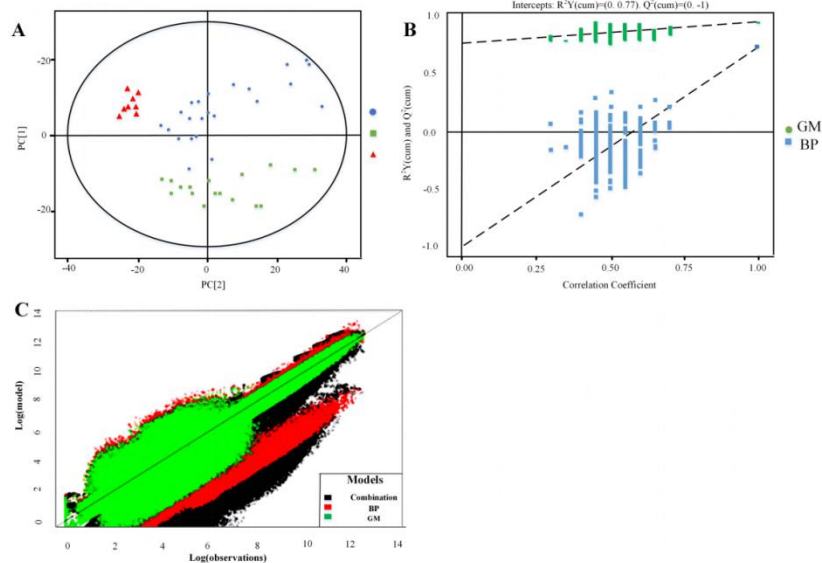 A
-20
0
-20
PC[1]
-40
-20
0
20
40
PC[2]
B
Intercepts: R²Y(cum)=(0. 0.77). Q²(cum)=(0. -1)
1.0
0.5
0.0
-0.5
-1.0
R²Y(cum) and Q²(cum)
0.00
0.25
0.50
0.75
1.00
Correlation Coefficient
GM
BP
C
14
12
10
8
6
4
2
0
Log(model)
0
2
4
6
8
10
12
14
Log(observations)
Models
Combination
BP
GM